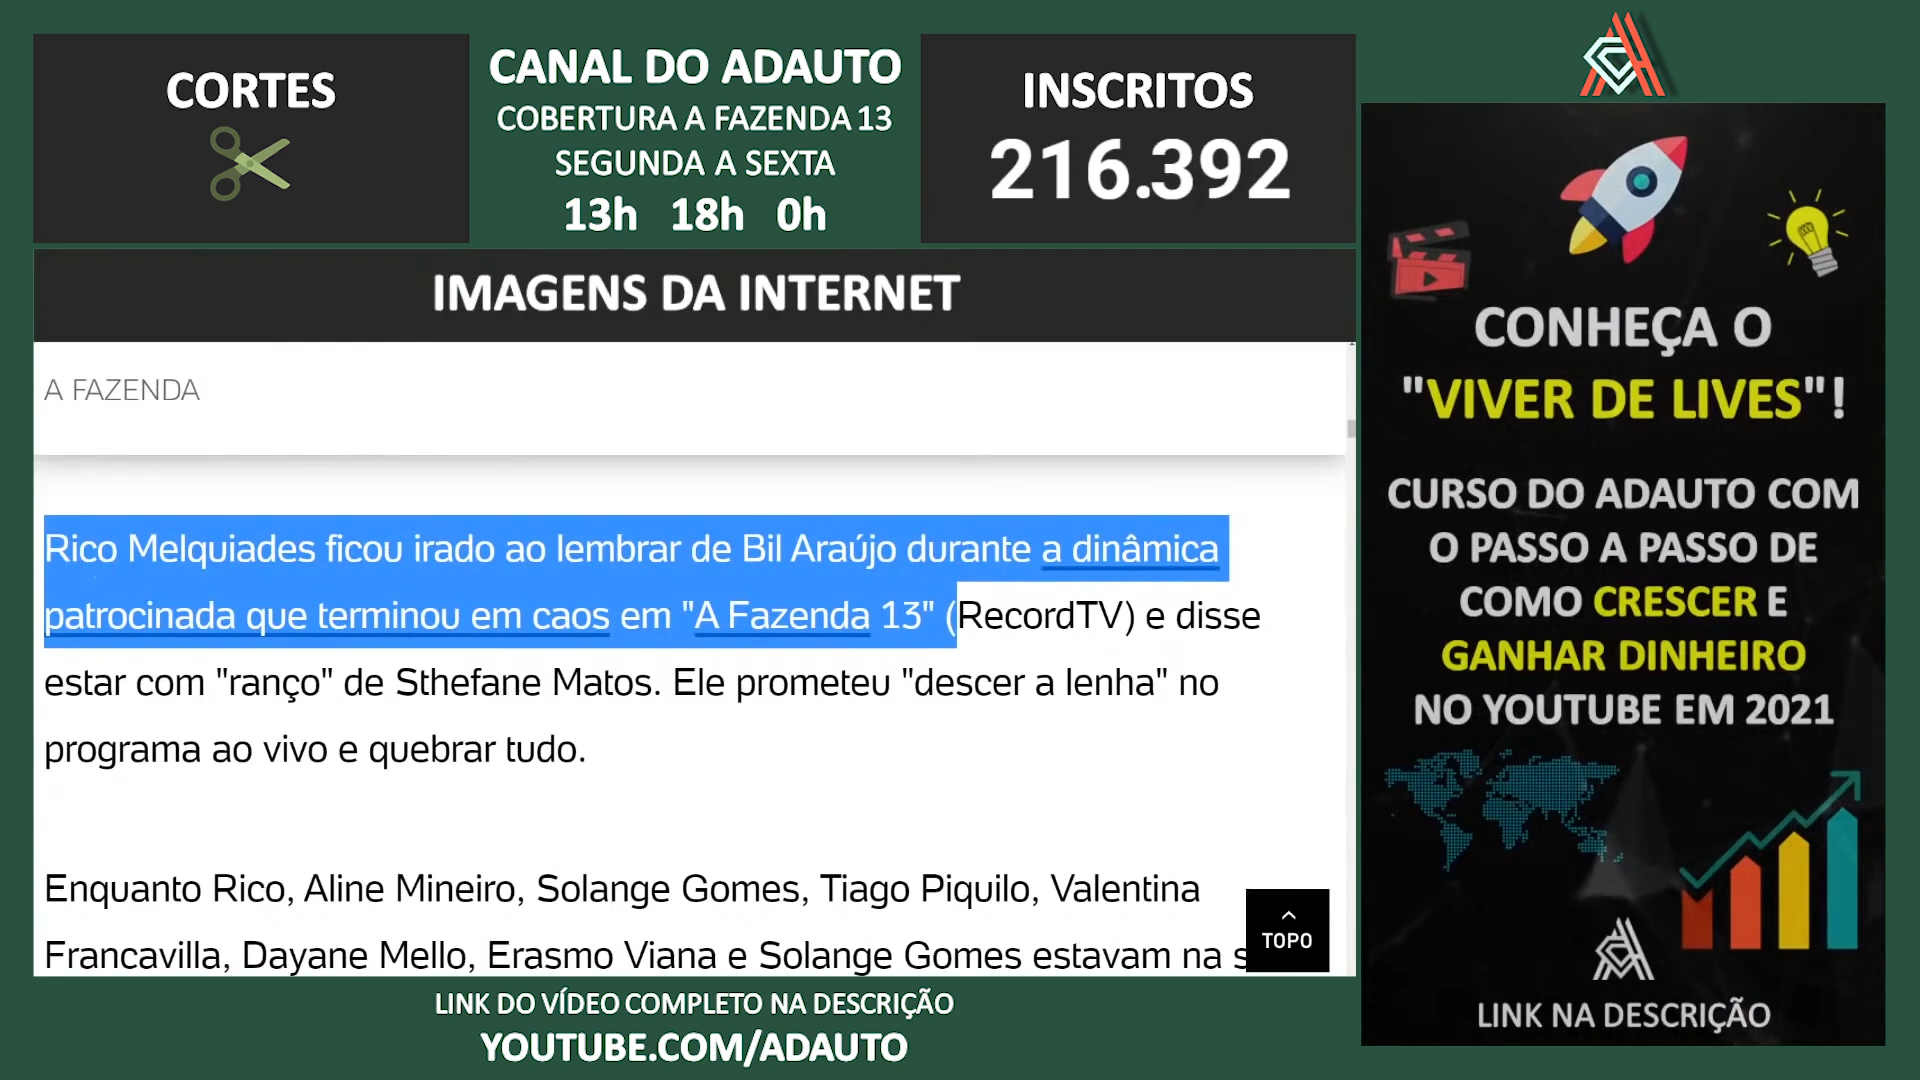 CORTES
CANAL DO ADAUTO
COBERTURA A FAZENDA 13
SEGUNDA A SEXTA
13h 18h 0h
INSCRITOS
216.392
IMAGENS DA INTERNET
A FAZENDA
Rico Melquiades ficou irado ao lembrar de Bil Araújo durante a dinâmica
patrocinada que terminou em caos em "A Fazenda 13" (RecordTV) e disse
estar com "ranço" de Sthefane Matos. Ele prometeu "descer a lenha" no
programa ao vivo e quebrar tudo.
Enquanto Rico, Aline Mineiro, Solange Gomes, Tiago Piquilo, Valentina
Francavilla, Dayane Mello, Erasmo Viana e Solange Gomes estavam na s
TOPO
LINK DO VÍDEO COMPLETO NA DESCRIÇÃO
YOUTUBE.COM/ADAUTO
CONHEÇA O
"VIVER DE LIVES"!
CURSO DO ADAUTO COM
O PASSO A PASSO DE
COMO CRESCER E
GANHAR DINHEIRO
NO YOUTUBE EM 2021
LINK NA DESCRIÇÃO